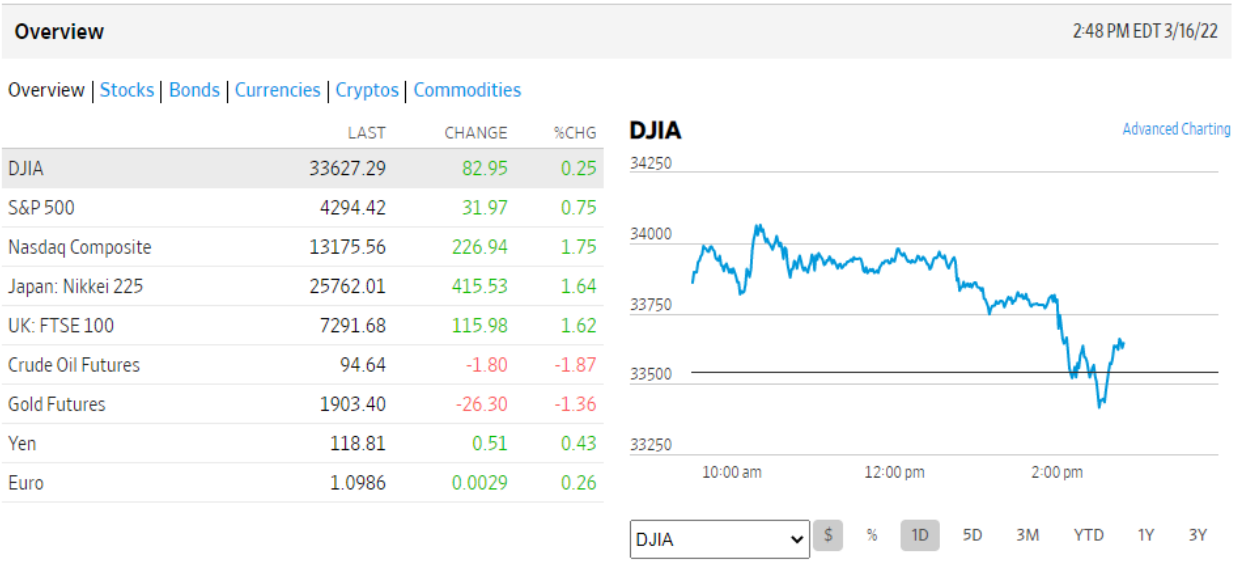 Overview 2:48 PM EDT 3/16/22
Overview | Stocks | Bonds | Currencies | Cryptos | Commodities
LAST CHANGE %CHG
DJIA 33627.29 82.95 0.25
S&P 500 4294.42 31.97 0.75
Nasdaq Composite 13175.56 226.94 1.75
Japan: Nikkei 225 25762.01 415.53 1.64
UK: FTSE 100 7291.68 115.98 1.62
Crude Oil Futures 94.64 -1.80 -1.87
Gold Futures 1903.40 -26.30 -1.36
Yen 118.81 0.51 0.43
Euro 1.0986 0.0029 0.26
DJIA Advanced Charting
34250
34000
33750
33500
33250
10:00 am 12:00 pm 2:00 pm
DJIA $ % 1D 5D 3M YTD 1Y 3Y